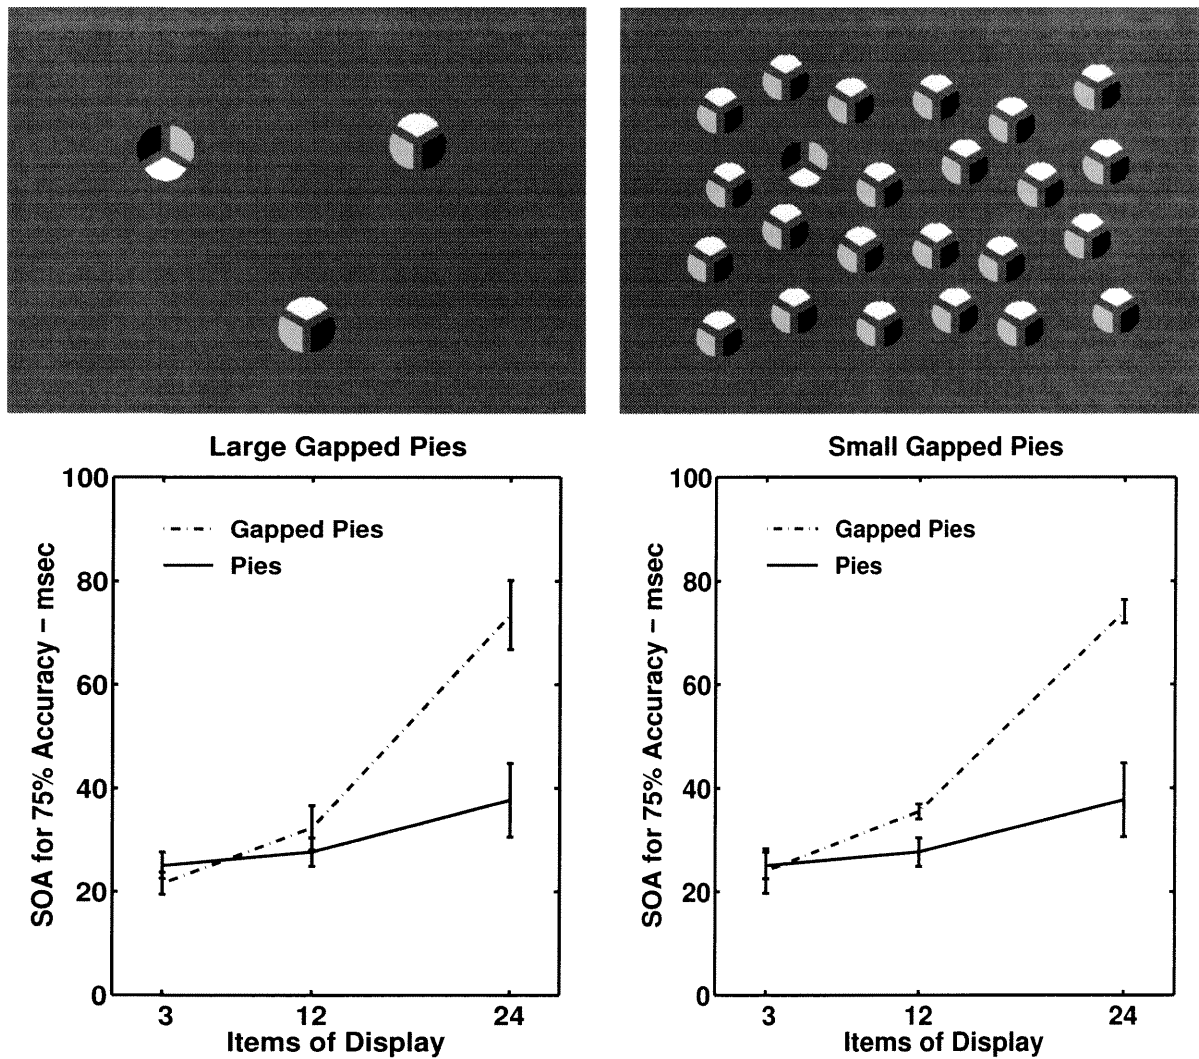 Large Gapped Pies
100
80
60
40
20
0
SOA for 75% Accuracy – msec
Gapped Pies
Pies
3 12 24
Items of Display
Small Gapped Pies
100
80
60
40
20
0
SOA for 75% Accuracy – msec
Gapped Pies
Pies
3 12 24
Items of Display